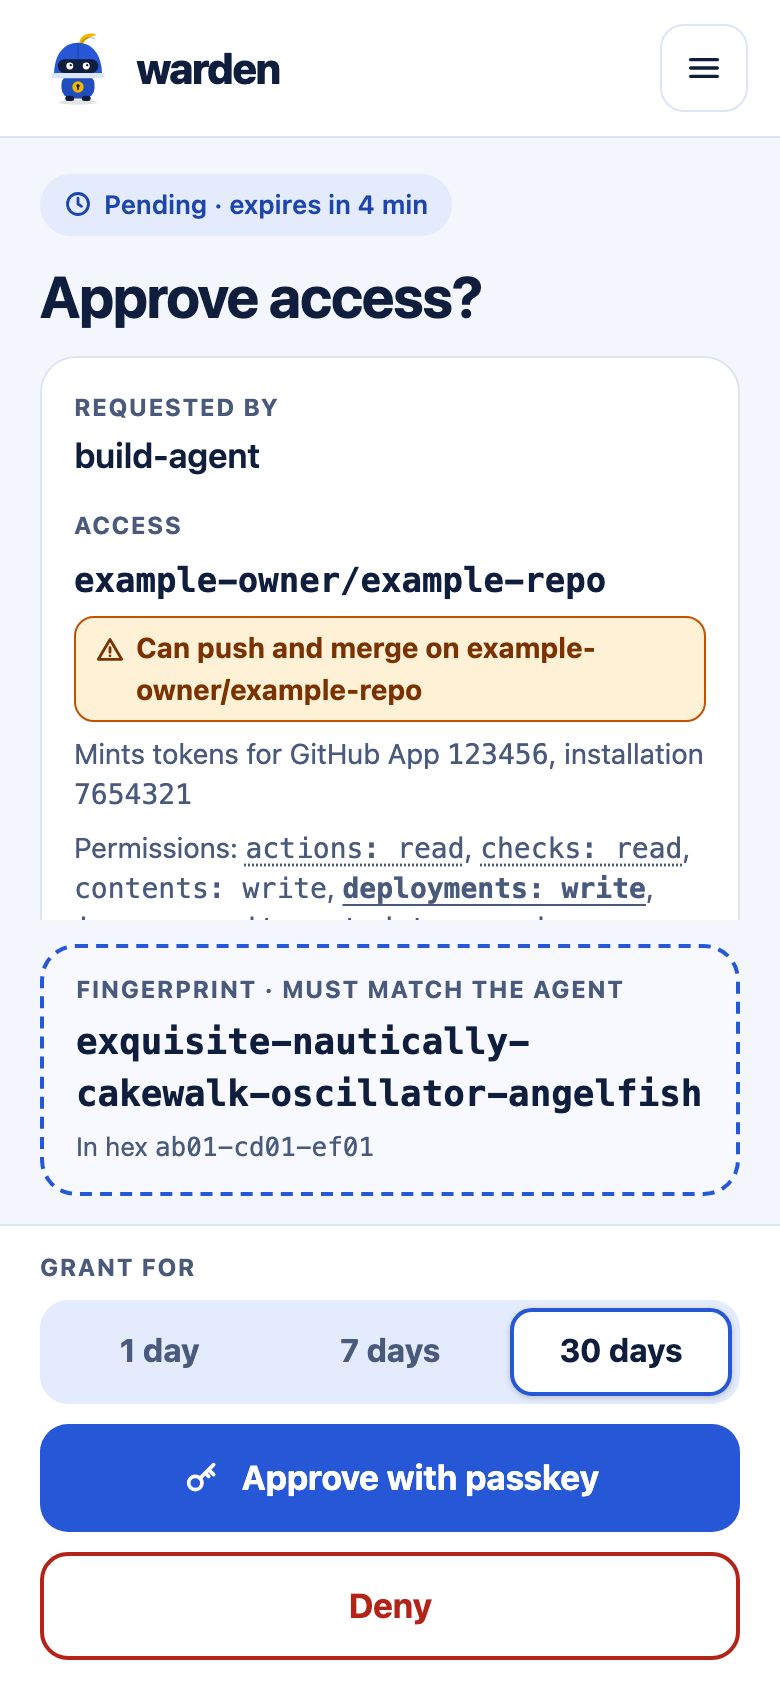 warden
Pending · expires in 4 min
Approve access?
REQUESTED BY
build-agent
ACCESS
example-owner/example-repo
Can push and merge on example-
owner/example-repo
Mints tokens for GitHub App 123456, installation
7654321
Permissions: actions: read, checks: read,
contents: write, deployments: write,
FINGERPRINT · MUST MATCH THE AGENT
exquisite-nautically-
cakewalk-oscillator-angelfish
In hex ab01-cd01-ef01
GRANT FOR
1 day
7 days
30 days
Approve with passkey
Deny